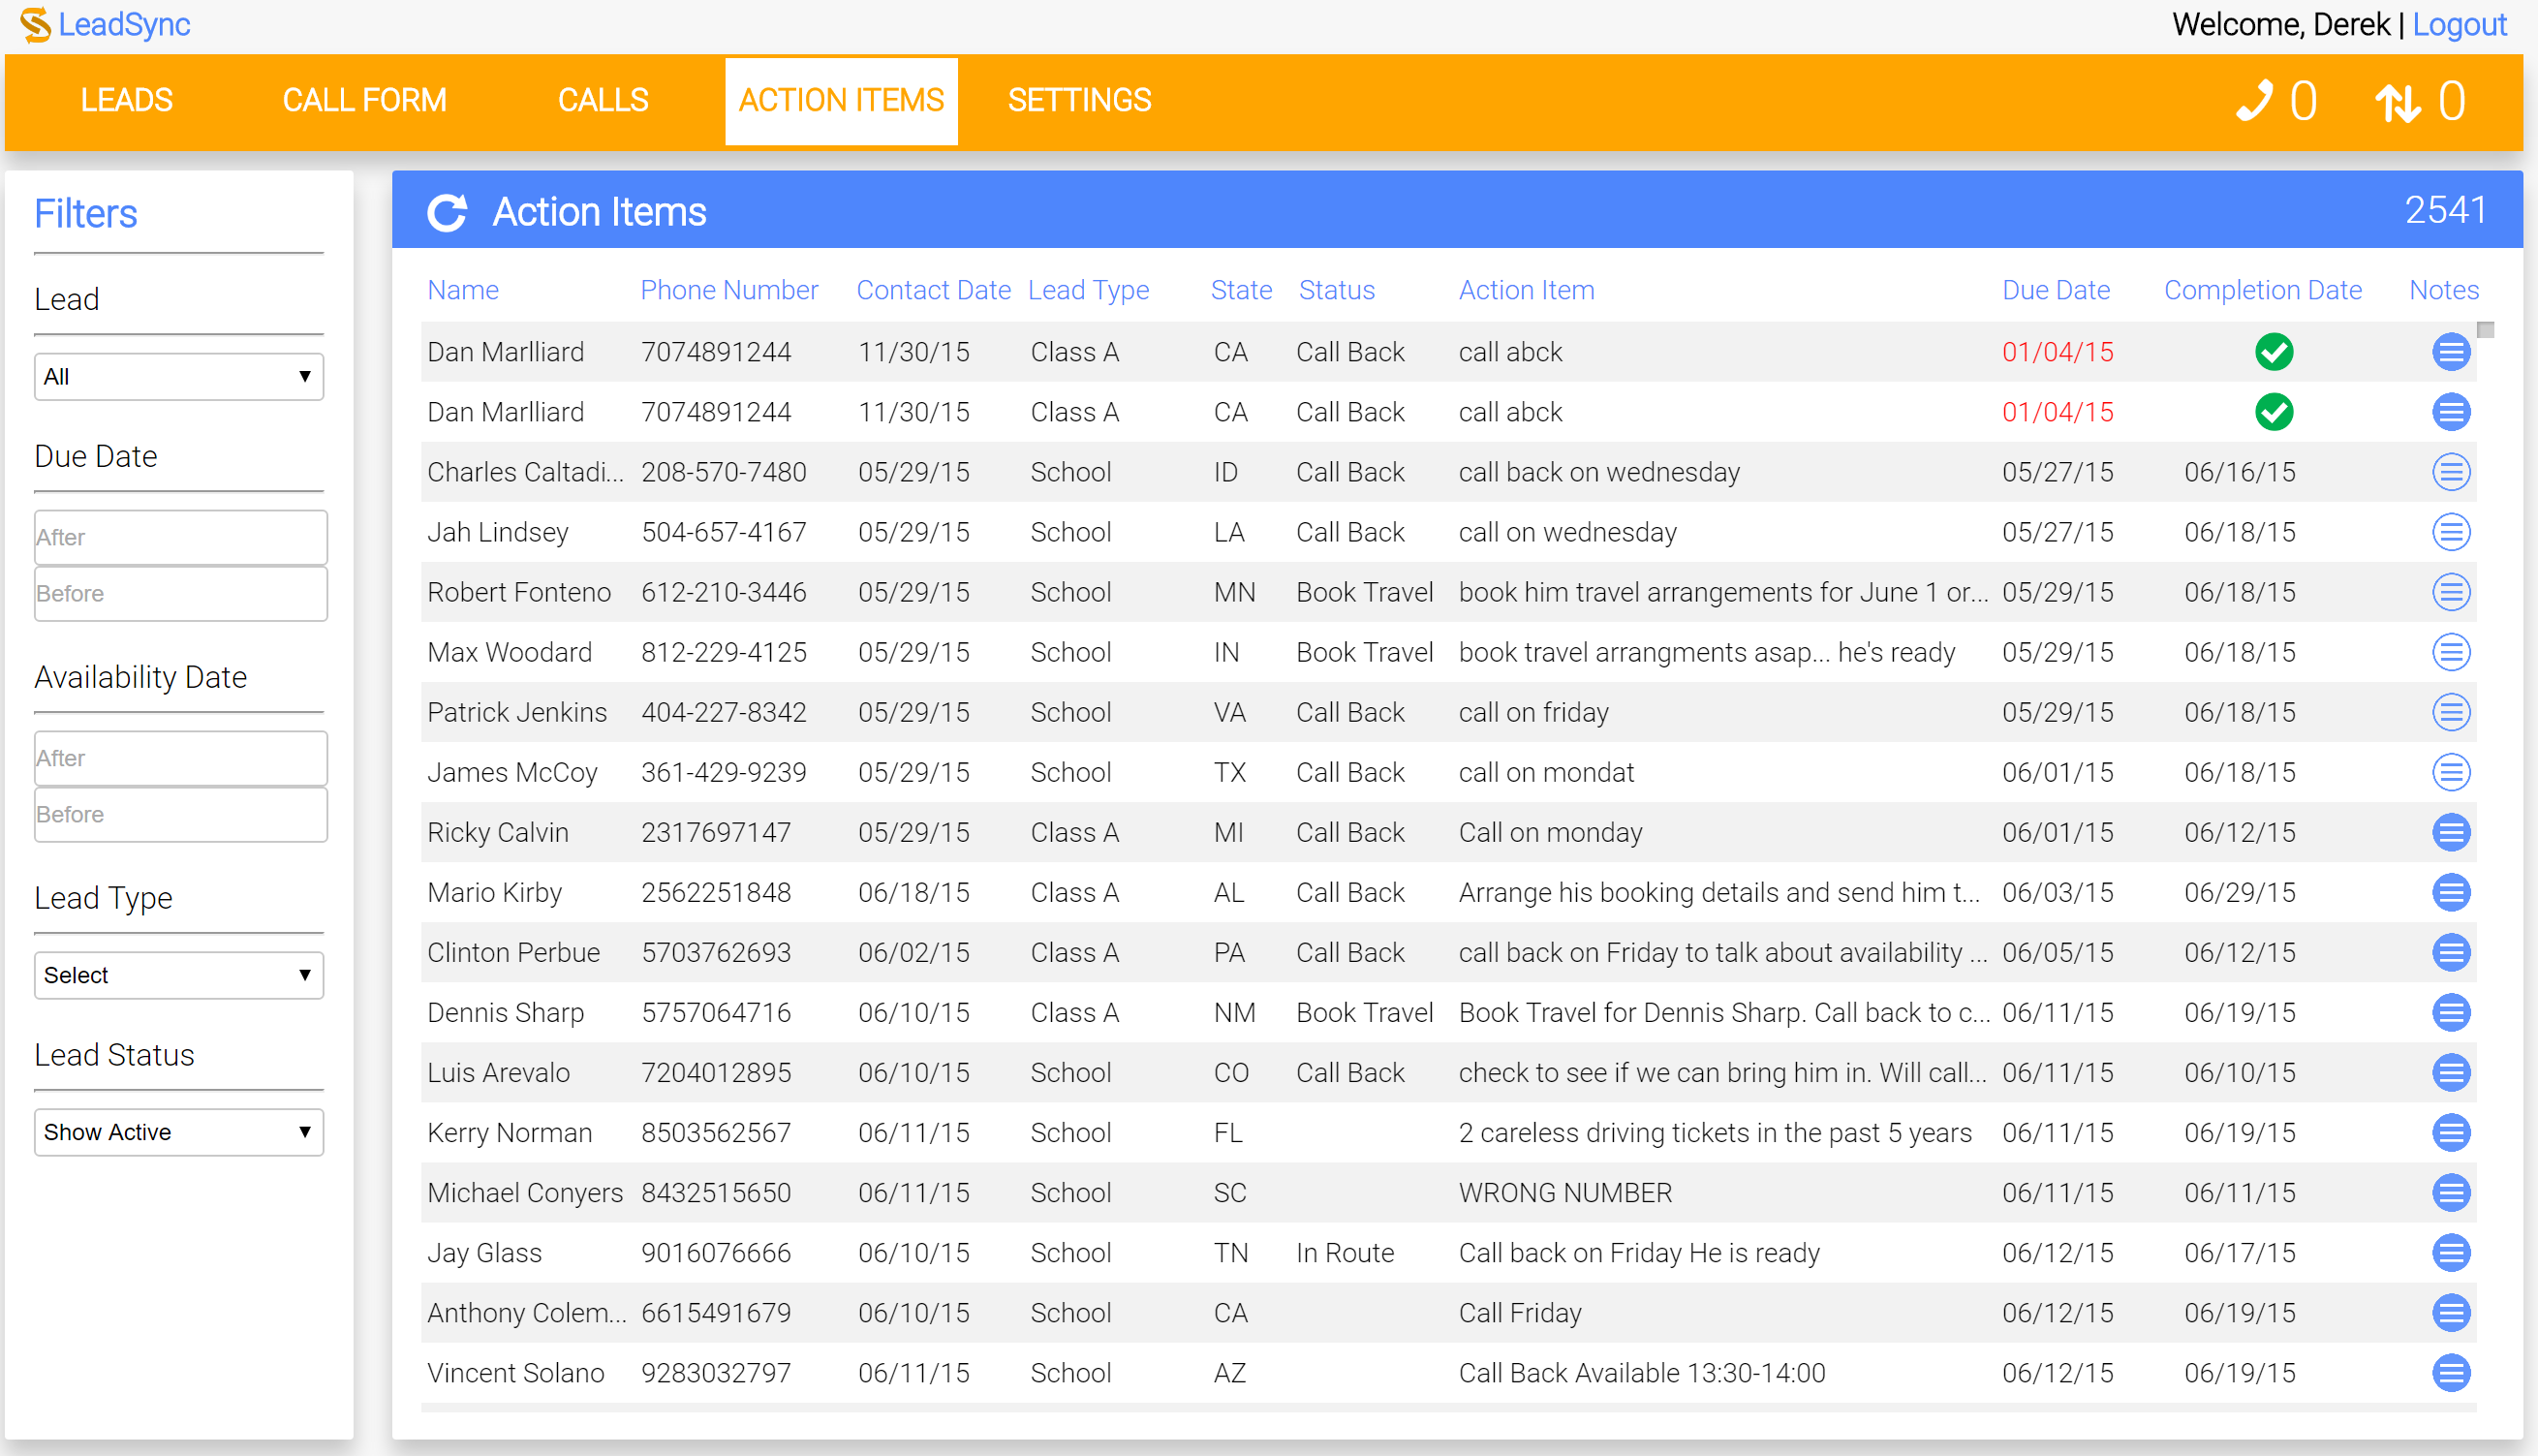 LeadSync
Welcome, Derek | Logout
LEADS CALL FORM CALLS ACTION ITEMS SETTINGS 0 0
Filters
Lead
All
Due Date
After
Before
Availability Date
After
Before
Lead Type
Select
Lead Status
Show Active
Action Items 2541
Name Phone Number Contact Date Lead Type State Status Action Item Due Date Completion Date Notes
Dan Marlliard 7074891244 11/30/15 Class A CA Call Back call abck 01/04/15
Dan Marlliard 7074891244 11/30/15 Class A CA Call Back call abck 01/04/15
Charles Caltadi... 208-570-7480 05/29/15 School ID Call Back call back on wednesday 05/27/15 06/16/15
Jah Lindsey 504-657-4167 05/29/15 School LA Call Back call on wednesday 05/27/15 06/18/15
Robert Fonteno 612-210-3446 05/29/15 School MN Book Travel book him travel arrangements for June 1 or... 05/29/15 06/18/15
Max Woodard 812-229-4125 05/29/15 School IN Book Travel book travel arrangments asap... he's ready 05/29/15 06/18/15
Patrick Jenkins 404-227-8342 05/29/15 School VA Call Back call on friday 05/29/15 06/18/15
James McCoy 361-429-9239 05/29/15 School TX Call Back call on mondat 06/01/15 06/18/15
Ricky Calvin 2317697147 05/29/15 Class A MI Call Back Call on monday 06/01/15 06/12/15
Mario Kirby 2562251848 06/18/15 Class A AL Call Back Arrange his booking details and send him t... 06/03/15 06/29/15
Clinton Perbue 5703762693 06/02/15 Class A PA Call Back call back on Friday to talk about availability ... 06/05/15 06/12/15
Dennis Sharp 5757064716 06/10/15 Class A NM Book Travel Book Travel for Dennis Sharp. Call back to c... 06/11/15 06/19/15
Luis Arevalo 7204012895 06/10/15 School CO Call Back check to see if we can bring him in. Will call... 06/11/15 06/10/15
Kerry Norman 8503562567 06/11/15 School FL 2 careless driving tickets in the past 5 years 06/11/15 06/19/15
Michael Conyers 8432515650 06/11/15 School SC WRONG NUMBER 06/11/15 06/11/15
Jay Glass 9016076666 06/10/15 School TN In Route Call back on Friday He is ready 06/12/15 06/17/15
Anthony Colem... 6615491679 06/10/15 School CA Call Friday 06/12/15 06/19/15
Vincent Solano 9283032797 06/11/15 School AZ Call Back Available 13:30-14:00 06/12/15 06/19/15